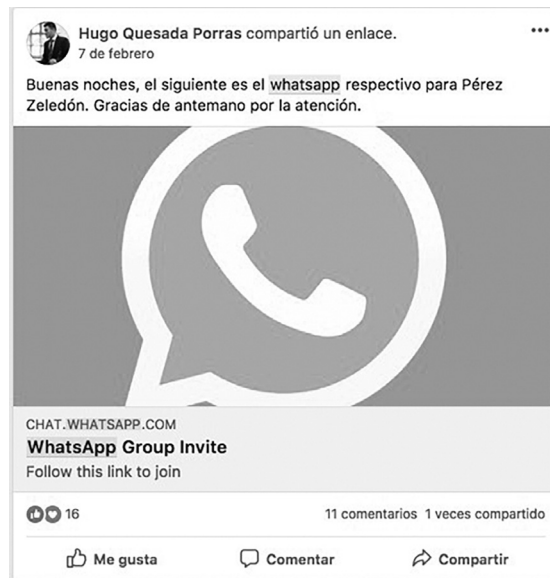 Hugo Quesada Porras compartió un enlace.
7 de febrero
Buenas noches, el siguiente es el whatsapp respectivo para Pérez
Zeledón. Gracias de antemano por la atención.
CHAT.WHATSAPP.COM
WhatsApp Group Invite
Follow this link to join
16
11 comentarios 1 veces compartido
Me gusta Comentar Compartir